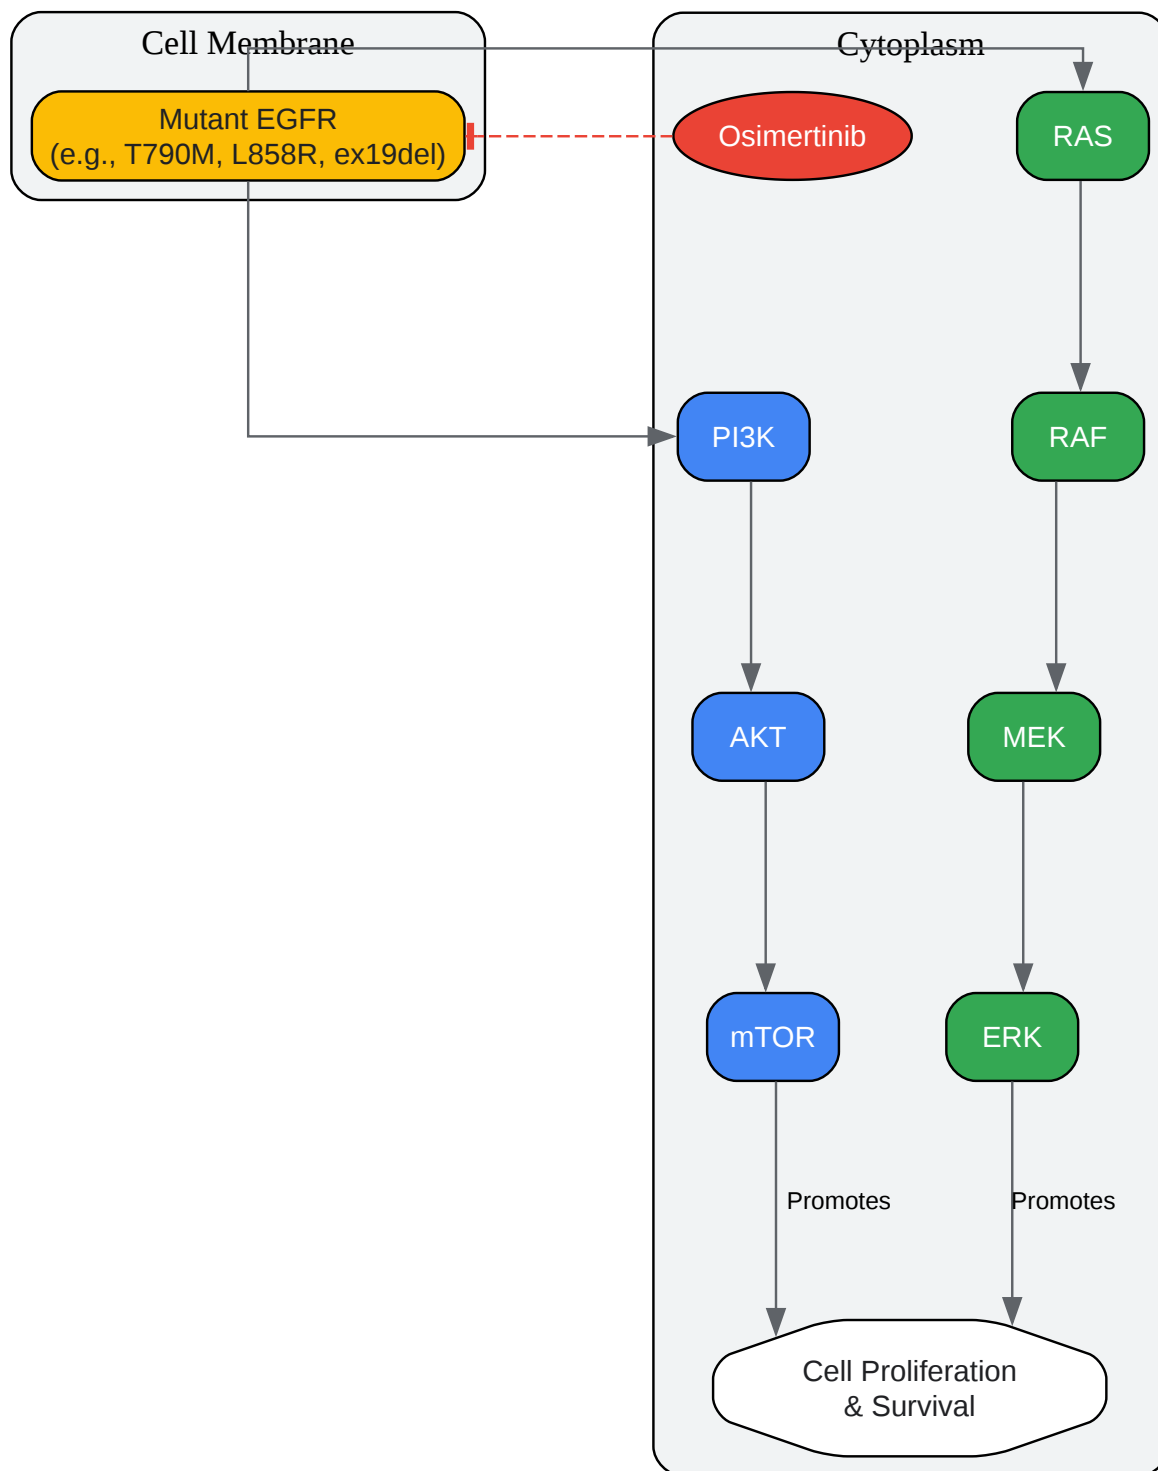 Cell Membrane
Cytoplasm
Mutant EGFR
(e.g., T790M, L858R, ex19del)
Osimertinib
RAS
PI3K
RAF
AKT
MEK
mTOR
ERK
Promotes
Promotes
Cell Proliferation
& Survival